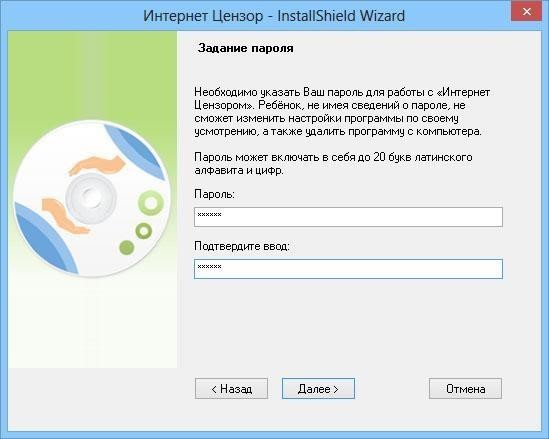 Интернет Цензор - InstallShield Wizard
Задание пароля
Необходимо указать Ваш пароль для работы с «Интернет
Цензором». Ребёнок, не имея сведений о пароле, не
сможет изменить настройки программы по своему
усмотрению, а также удалить программу с компьютера.
Пароль может включать в себя до 20 букв латинского
алфавита и цифр.
Пароль:
******
Подтвердите ввод:
******
< Назад
Далее >
Отмена